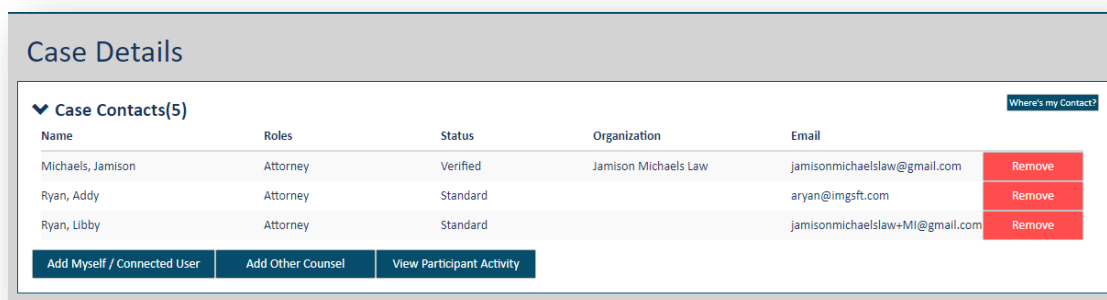 Case Details
Case Contacts(5)
Where's my Contact?
Name Roles Status Organization Email
Michaels, Jamison Attorney Verified Jamison Michaels Law jamisonmichaelslaw@gmail.com Remove
Ryan, Addy Attorney Standard aryan@imgsft.com Remove
Ryan, Libby Attorney Standard jamisonmichaelslaw+MI@gmail.com Remove
Add Myself / Connected User Add Other Counsel View Participant Activity